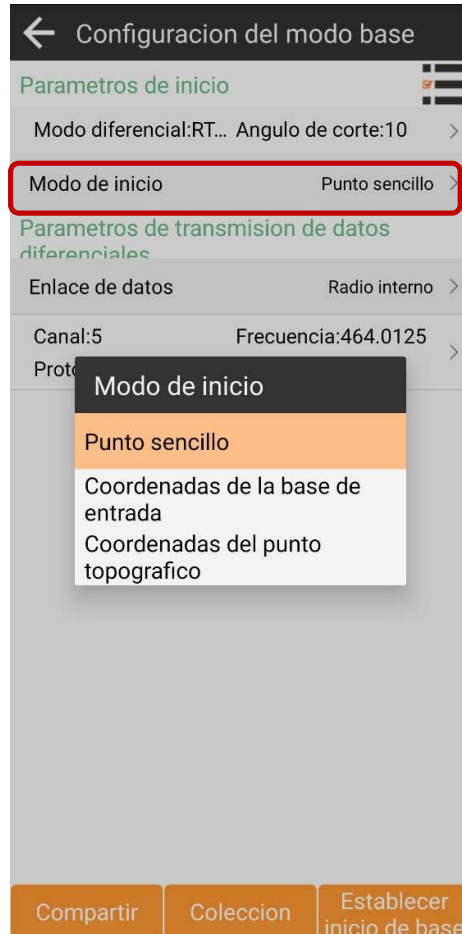 Configuracion del modo base
Parametros de inicio
Modo diferencial:RT... Angulo de corte:10
Modo de inicio Punto sencillo
Parametros de transmision de datos
diferenciales
Enlace de datos Radio interno
Canal:5 Frecuencia:464.0125
Modo de inicio
Punto sencillo
Coordenadas de la base de
entrada
Coordenadas del punto
topografico
Compartir Coleccion Establecer
inicio de base